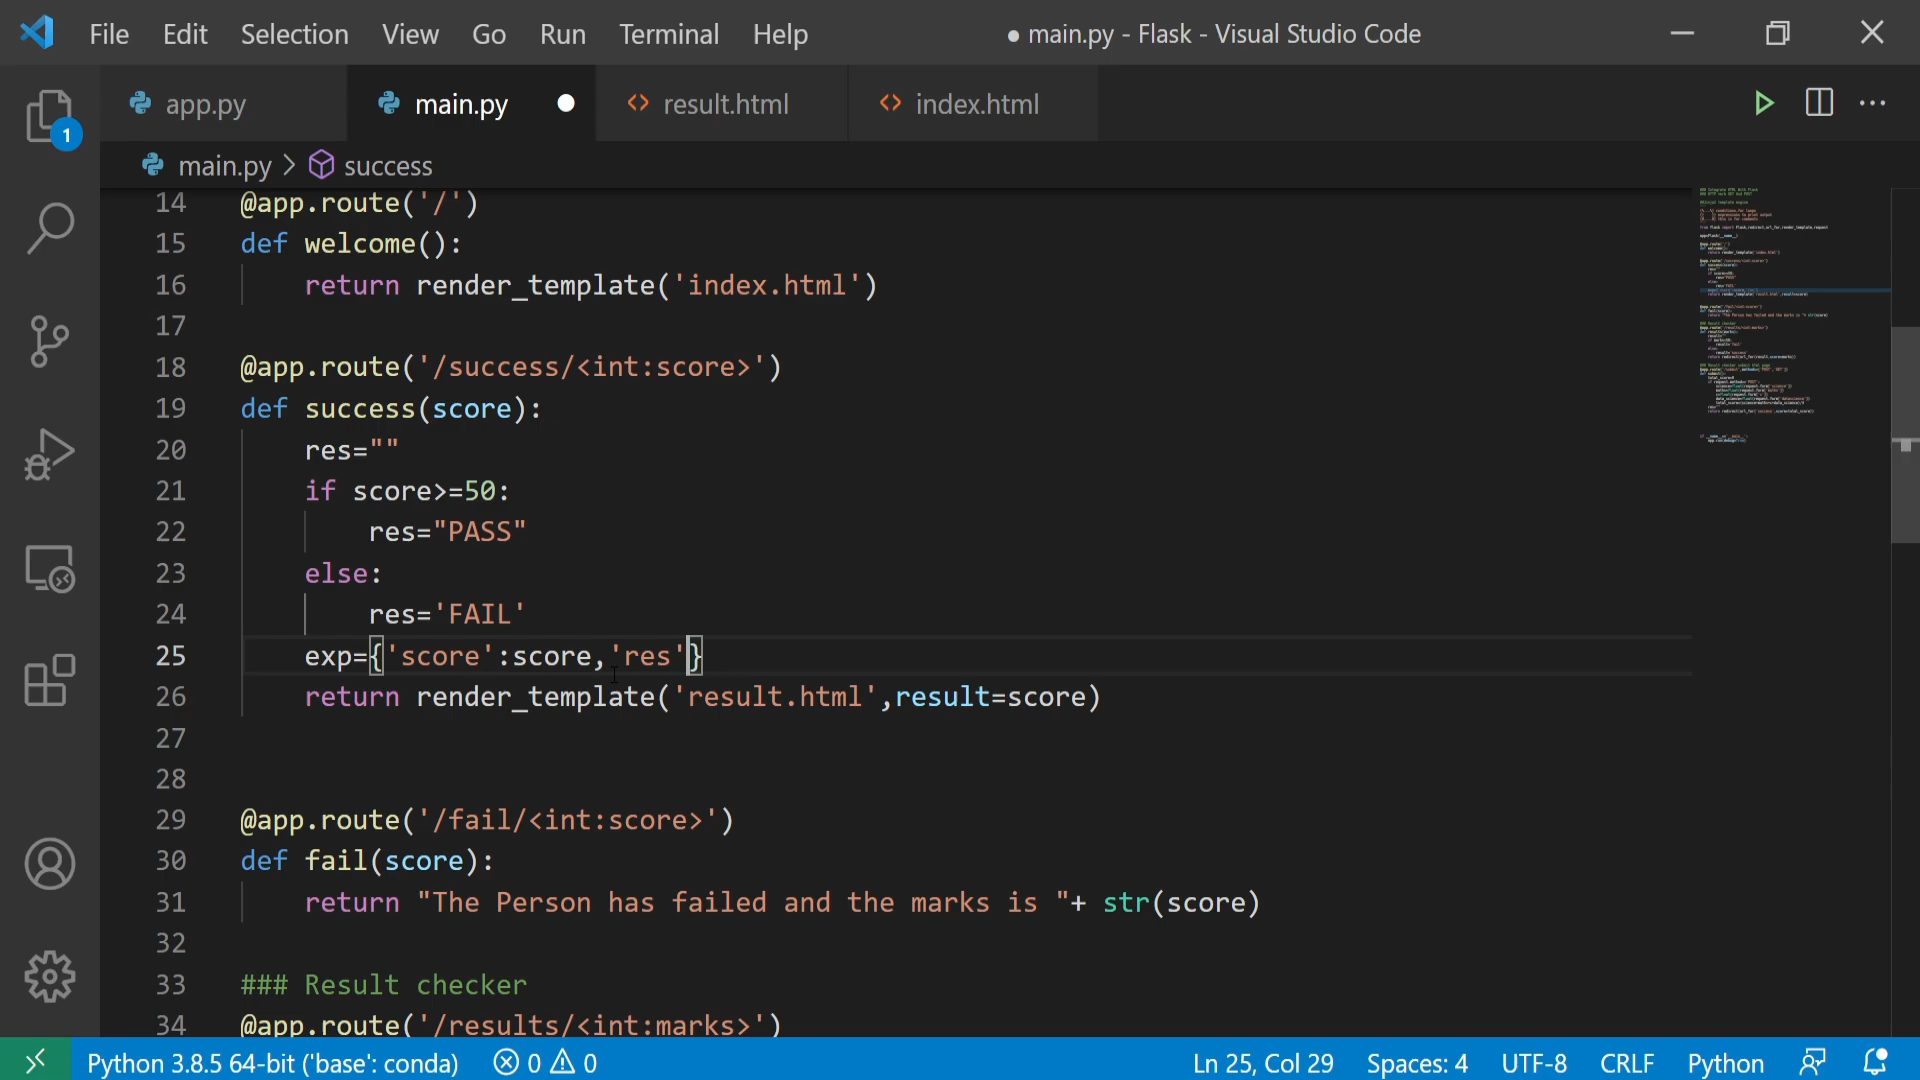 File Edit Selection View Go Run Terminal Help ● main.py - Flask - Visual Studio Code
app.py main.py result.html index.html
main.py > success
1
14 @app.route('/')
15 def welcome():
16 return render_template('index.html')
17
18 @app.route('/success/<int:score>')
19 def success(score):
20 res=""
21 if score>=50:
22 res="PASS"
23 else:
24 res='FAIL'
25 exp={'score':score,'res'}
26 return render_template('result.html',result=score)
27
28
29 @app.route('/fail/<int:score>')
30 def fail(score):
31 return "The Person has failed and the marks is "+ str(score)
32
33 ### Result checker
34 @app.route('/results/<int:marks>')
Python 3.8.5 64-bit ('base': conda) 0 0 Ln 25, Col 29 Spaces: 4 UTF-8 CRLF Python